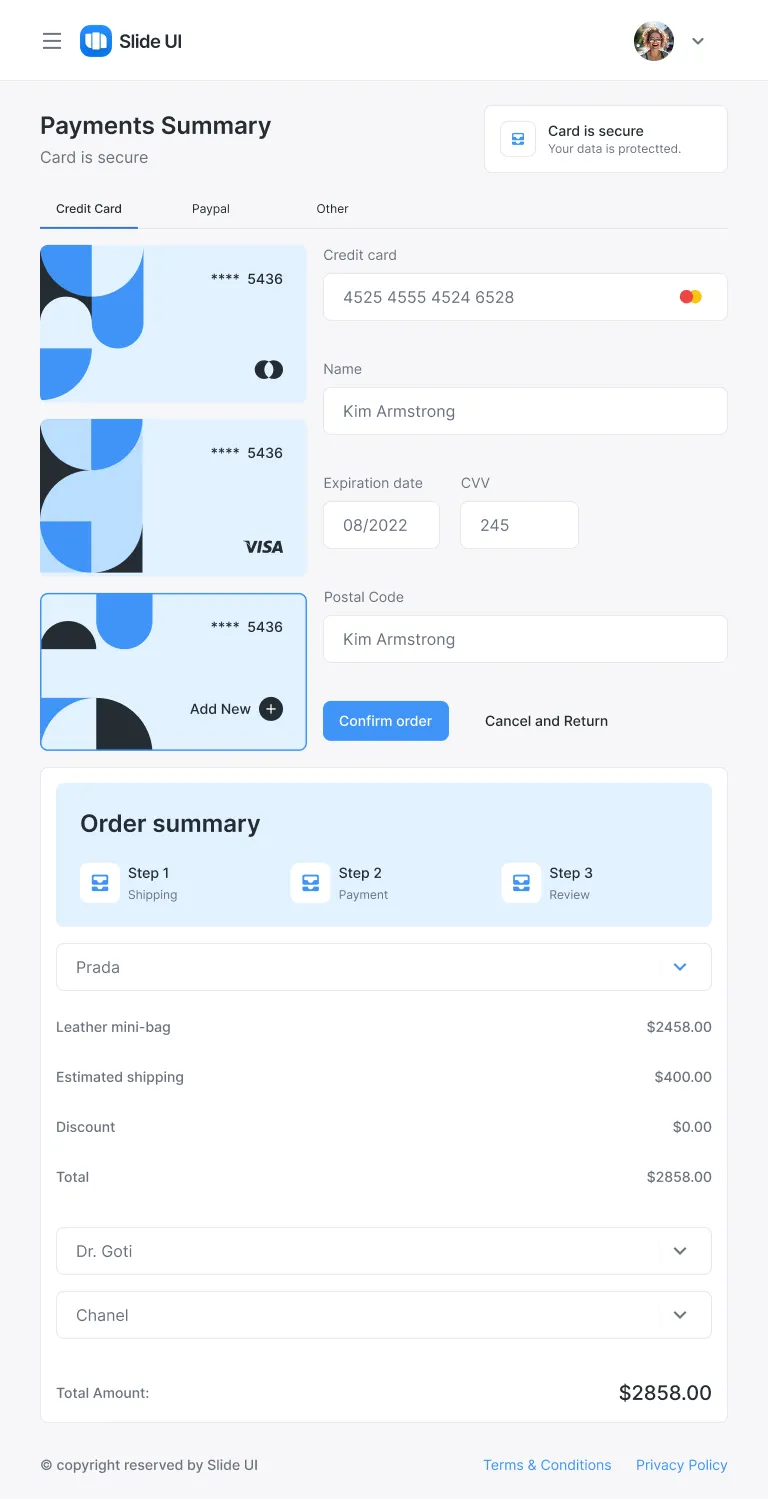 Slide UI
Payments Summary
Card is secure
Card is secure
Your data is protectted.
Credit Card
Paypal
Other
**** 5436
**** 5436
VISA
**** 5436
Add New
Credit card
4525 4555 4524 6528
Name
Kim Armstrong
Expiration date
CVV
08/2022
245
Postal Code
Kim Armstrong
Confirm order
Cancel and Return
Order summary
Step 1
Shipping
Step 2
Payment
Step 3
Review
Prada
Leather mini-bag $2458.00
Estimated shipping $400.00
Discount $0.00
Total $2858.00
Dr. Goti
Chanel
Total Amount: $2858.00
© copyright reserved by Slide UI
Terms & Conditions
Privacy Policy